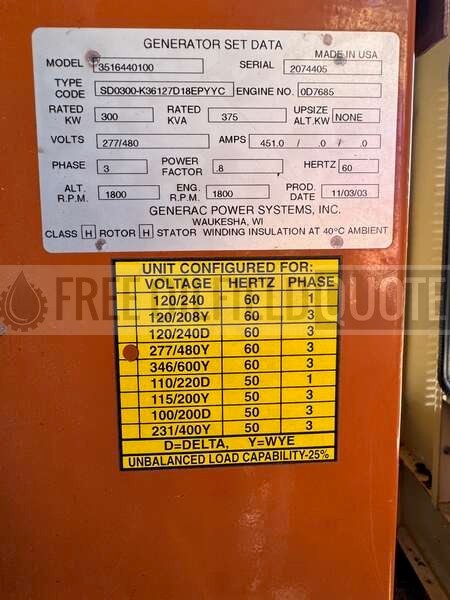 GENERATOR SET DATA
MADE IN USA
MODEL 3516440100 SERIAL 2074405
TYPE CODE SD0300-K36127D18EPYYC ENGINE NO. 0D7685
RATED KW 300 RATED KVA 375 UPSIZE ALT.KW NONE
VOLTS 277/480 AMPS 451.0 / .0 / .0
PHASE 3 POWER FACTOR .8 HERTZ 60
ALT. R.P.M. 1800 ENG. R.P.M. 1800 PROD. DATE 11/03/03
GENERAC POWER SYSTEMS, INC.
WAUKESHA, WI
CLASS H ROTOR H STATOR WINDING INSULATION AT 40°C AMBIENT
UNIT CONFIGURED FOR:
VOLTAGE HERTZ PHASE
120/240 60 1
120/208Y 60 3
120/240D 60 3
277/480Y 60 3
346/600Y 60 3
110/220D 50 1
115/200Y 50 3
100/200D 50 3
231/400Y 50 3
D=DELTA, Y=WYE
UNBALANCED LOAD CAPABILITY-25%